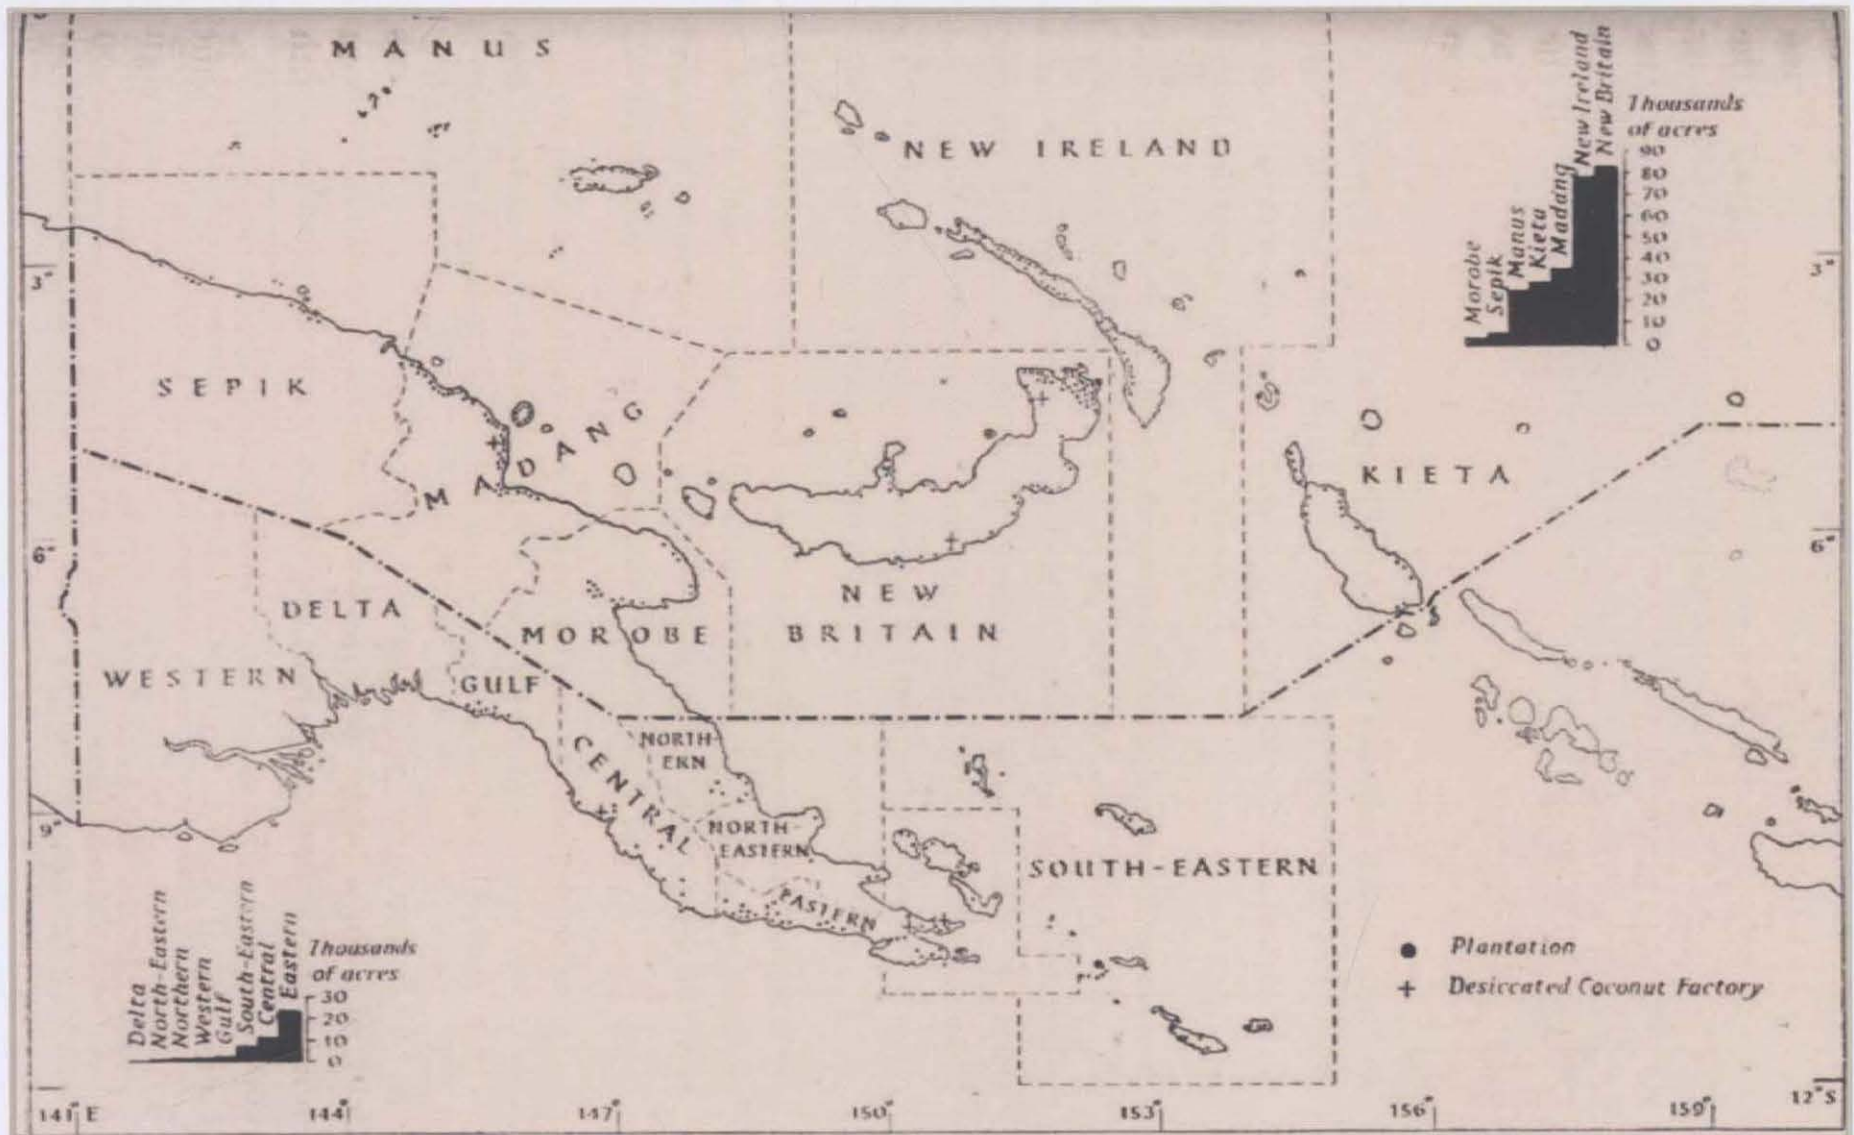 MANUS
NEW IRELAND
New Ireland
New Britain
Thousands
of acres
90
80
70
60
50
40
30
20
10
0
Morobe
Sepik
Manus
Kieta
Madang
3°
3°
SEPIK
MADANG
KIETA
6°
6°
DELTA
MOROBE
NEW
BRITAIN
WESTERN
GULF
CENTRAL
NORTH-
ERN
NORTH-
EASTERN
EASTERN
SOUTH-EASTERN
9°
Delta
North-Eastern
Northern
Western
Gulf
South-Eastern
Central
Eastern
Thousands
of acres
30
20
10
0
Plantation
Desiccated Coconut Factory
141° E
144°
147°
150°
153°
156°
159°
12° S